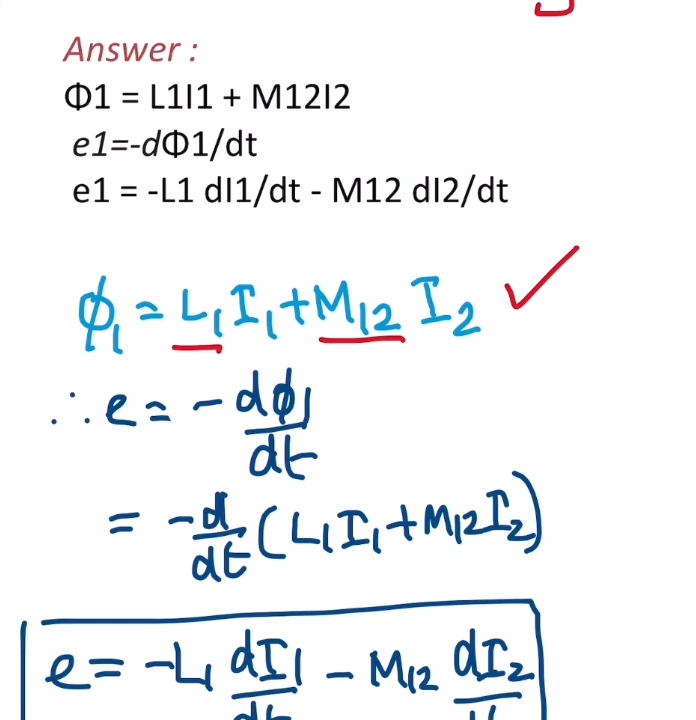 Answer :
Φ1 = L1I1 + M12I2
e1=-dΦ1/dt
e1 = -L1 dI1/dt - M12 dI2/dt
ϕ₁ = L₁I₁ + M₁₂ I₂ ✓
∴ e = - dϕ₁/dt
= -d/dt (L₁I₁ + M₁₂I₂)
e = -L₁ dI₁/dt - M₁₂ dI₂